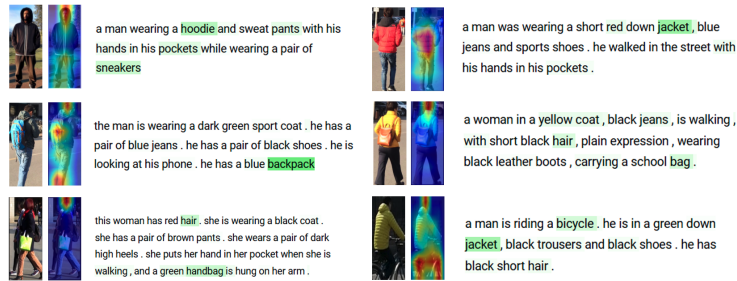 a man wearing a hoodie and sweat pants with his
hands in his pockets while wearing a pair of
sneakers
a man was wearing a short red down jacket , blue
jeans and sports shoes . he walked in the street with
his hands in his pockets .
the man is wearing a dark green sport coat . he has a
pair of blue jeans . he has a pair of black shoes . he is
looking at his phone . he has a blue backpack
a woman in a yellow coat , black jeans , is walking ,
with short black hair , plain expression , wearing
black leather boots , carrying a school bag .
this woman has red hair . she is wearing a black coat .
she has a pair of brown pants . she wears a pair of dark
high heels . she puts her hand in her pocket when she is
walking , and a green handbag is hung on her arm .
a man is riding a bicycle . he is in a green down
jacket , black trousers and black shoes . he has
black short hair .